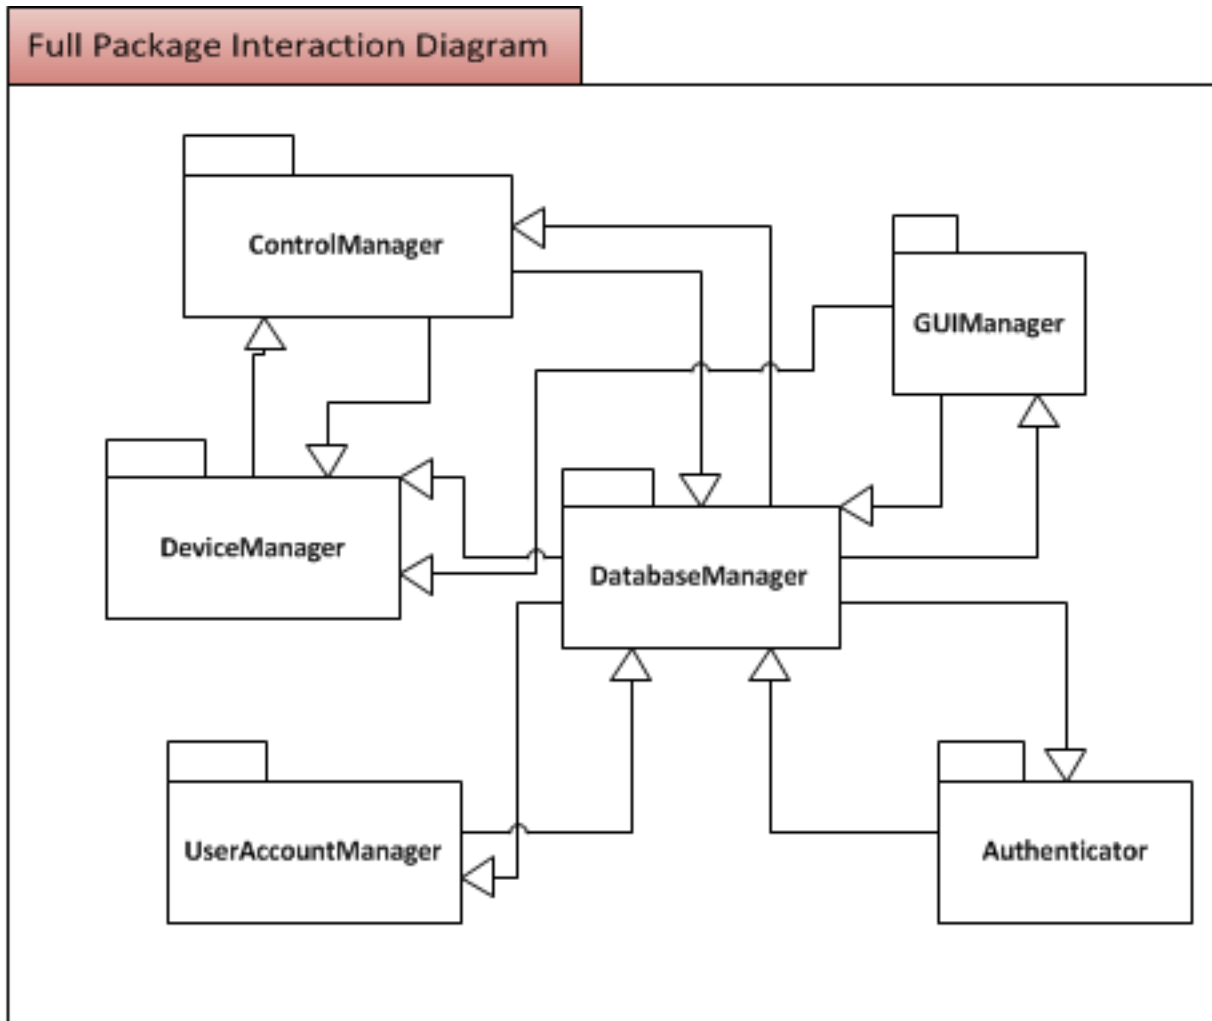 Full Package Interaction Diagram
ControlManager
GUIManager
DeviceManager
DatabaseManager
UserAccountManager
Authenticator